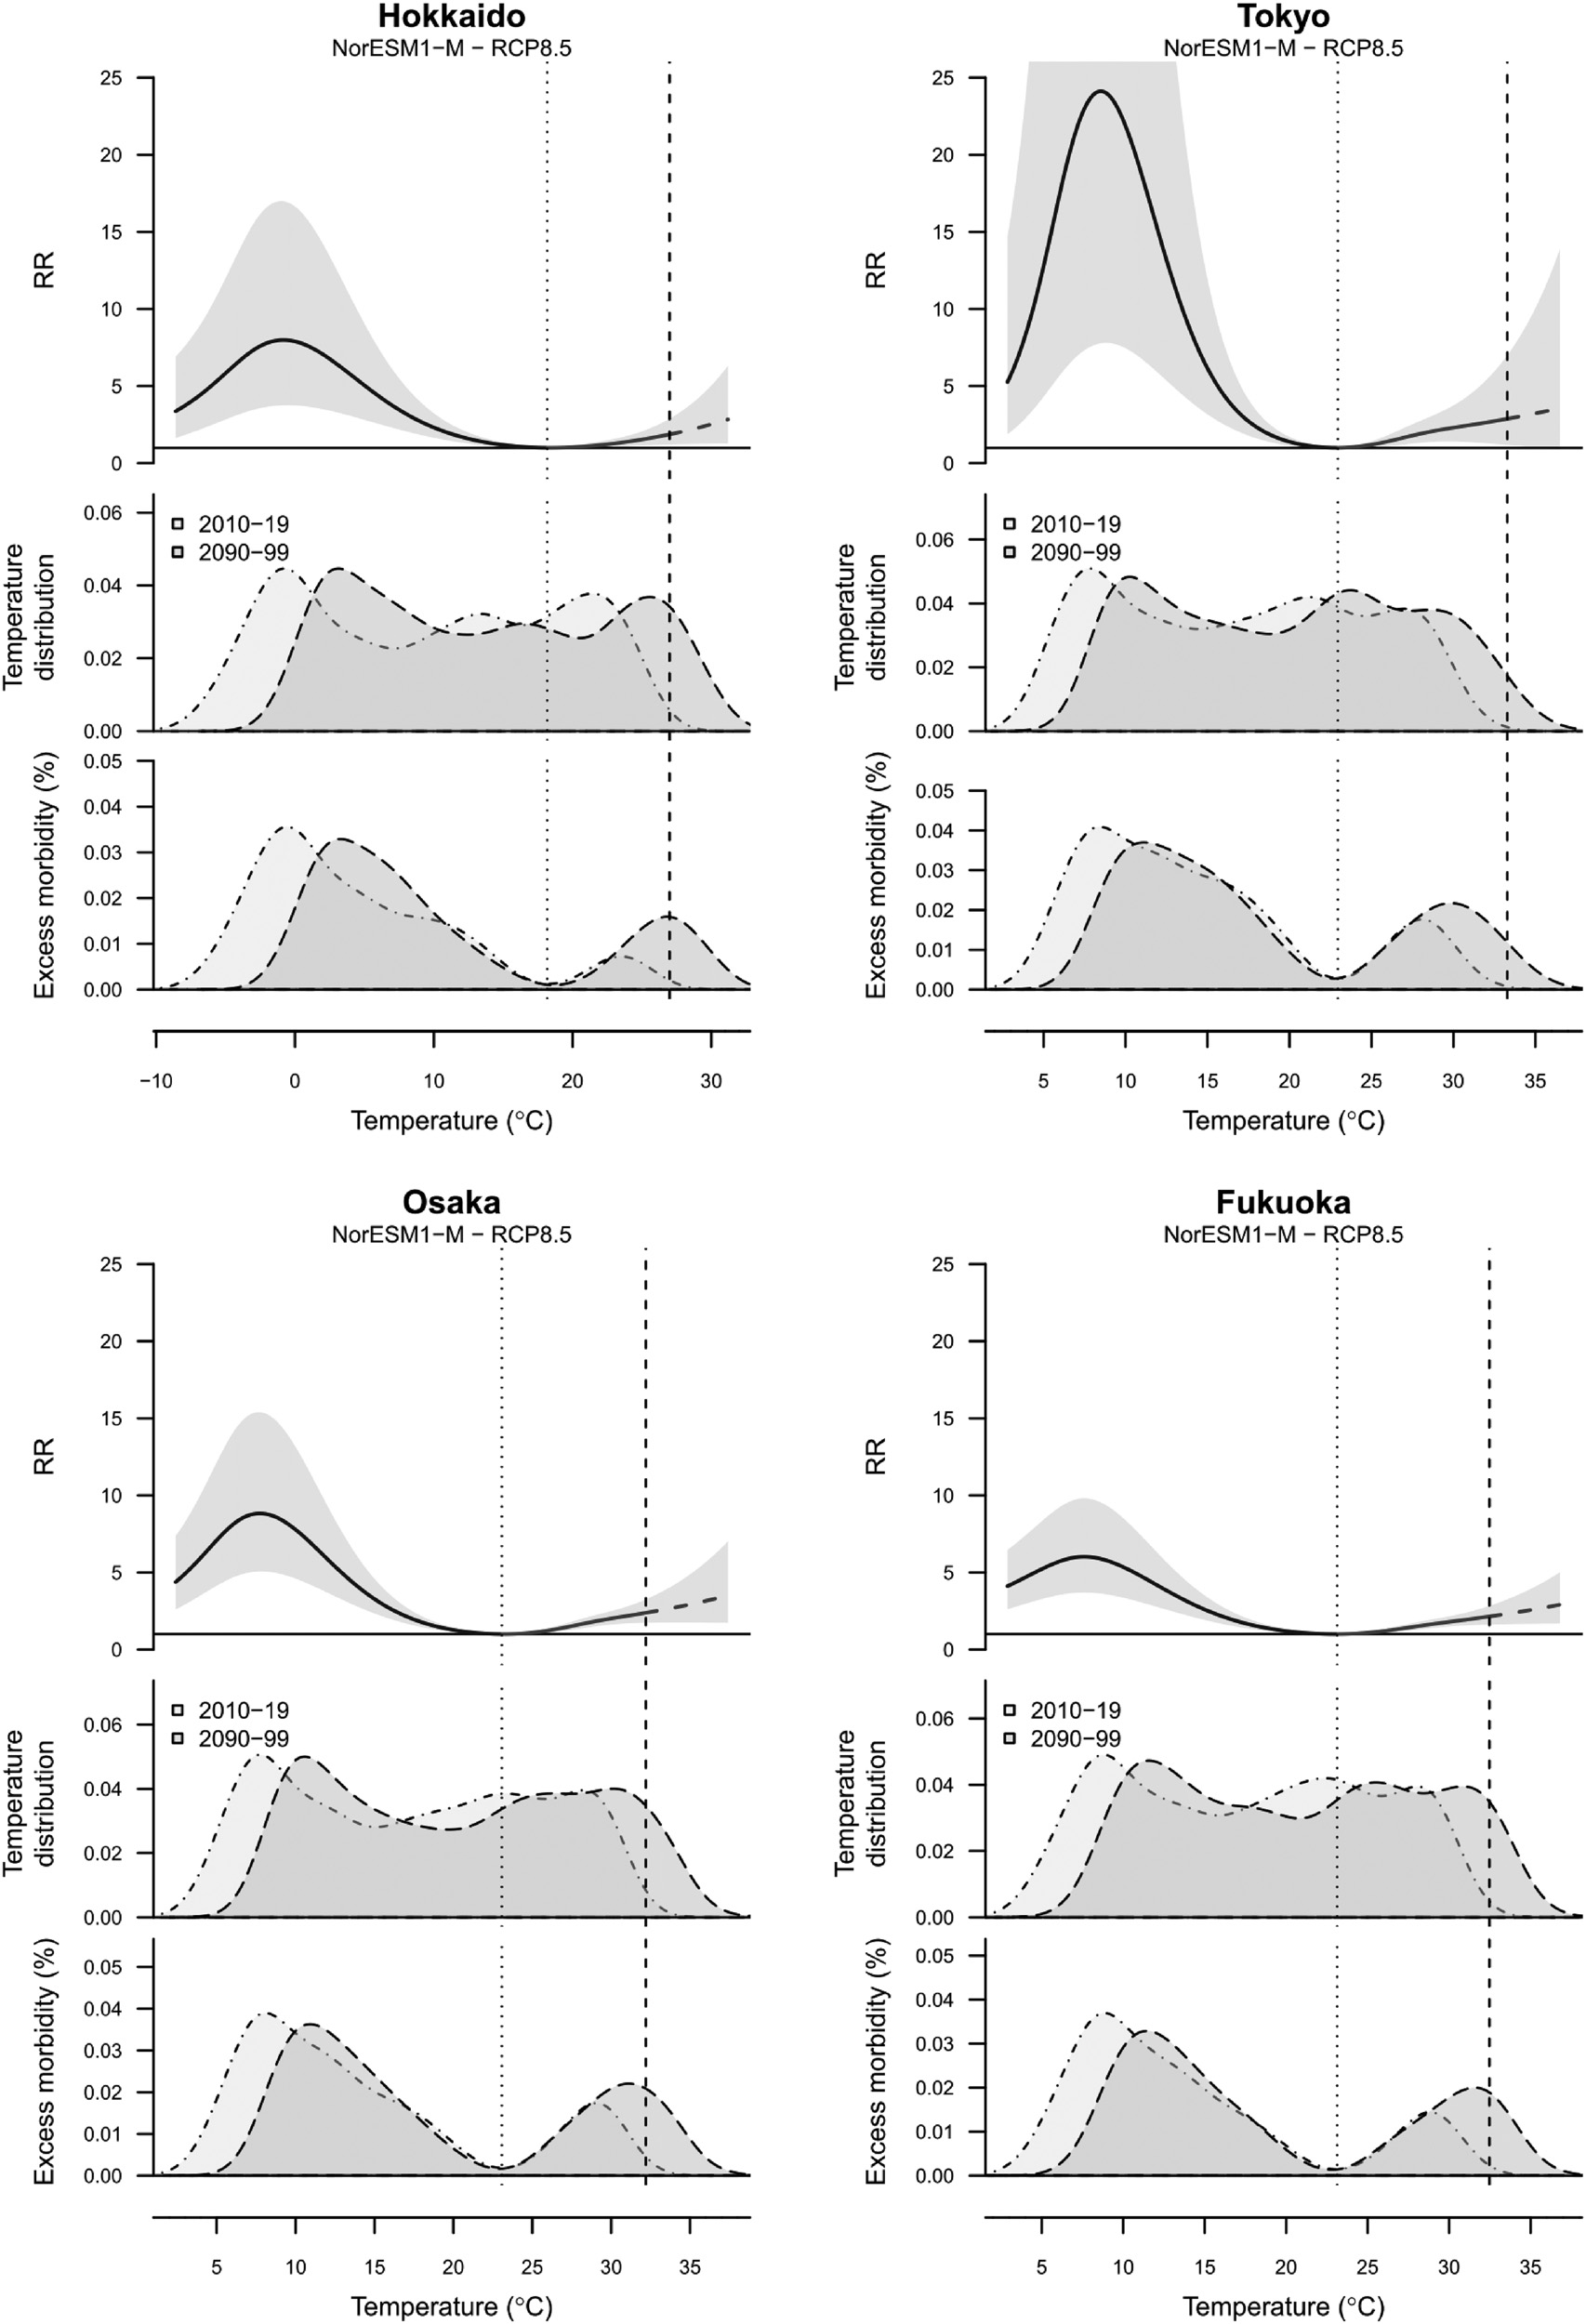 Hokkaido
NorESM1−M − RCP8.5
25
20
15
10
5
0
RR
0.06
0.04
0.02
0.00
Temperature
distribution
2010−19
2090−99
0.05
0.04
0.03
0.02
0.01
0.00
Excess morbidity (%)
−10 0 10 20 30
Temperature (°C)
Tokyo
NorESM1−M − RCP8.5
25
20
15
10
5
0
RR
0.06
0.04
0.02
0.00
Temperature
distribution
2010−19
2090−99
0.05
0.04
0.03
0.02
0.01
0.00
Excess morbidity (%)
5 10 15 20 25 30 35
Temperature (°C)
Osaka
NorESM1−M − RCP8.5
25
20
15
10
5
0
RR
0.06
0.04
0.02
0.00
Temperature
distribution
2010−19
2090−99
0.05
0.04
0.03
0.02
0.01
0.00
Excess morbidity (%)
5 10 15 20 25 30 35
Temperature (°C)
Fukuoka
NorESM1−M − RCP8.5
25
20
15
10
5
0
RR
0.06
0.04
0.02
0.00
Temperature
distribution
2010−19
2090−99
0.05
0.04
0.03
0.02
0.01
0.00
Excess morbidity (%)
5 10 15 20 25 30 35
Temperature (°C)